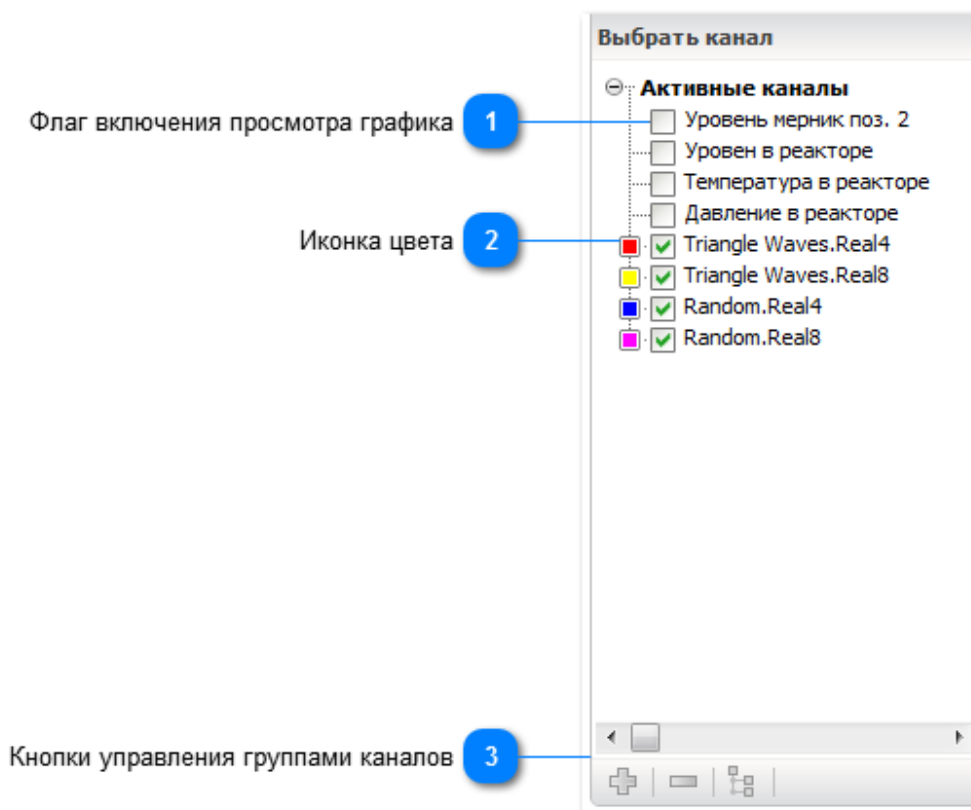 Выбрать канал
Активные каналы
Флаг включения просмотра графика 1
Уровень мерник поз. 2
Уровен в реакторе
Температура в реакторе
Давление в реакторе
Иконка цвета 2
Triangle Waves.Real4
Triangle Waves.Real8
Random.Real4
Random.Real8
Кнопки управления группами каналов 3